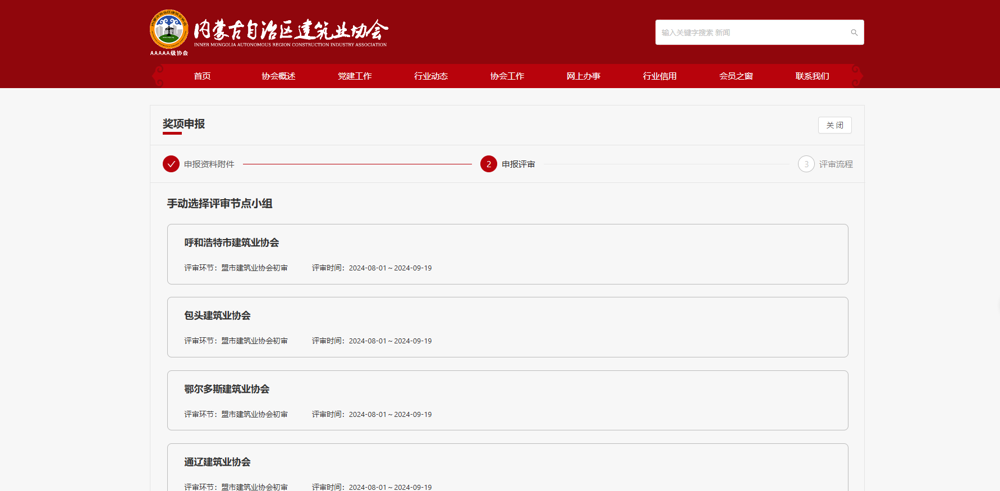 内蒙古自治区建筑业协会
INNER MONGOLIA AUTONOMOUS REGION CONSTRUCTION INDUSTRY ASSOCIATION
AAAAA级协会
输入关键字搜索 新闻
首页 协会概述 党建工作 行业动态 协会工作 网上办事 行业信用 会员之窗 联系我们
奖项申报
关 闭
申报资料附件 2 申报评审 3 评审流程
手动选择评审节点小组
呼和浩特市建筑业协会
评审环节：盟市建筑业协会初审 评审时间：2024-08-01～2024-09-19
包头建筑业协会
评审环节：盟市建筑业协会初审 评审时间：2024-08-01～2024-09-19
鄂尔多斯建筑业协会
评审环节：盟市建筑业协会初审 评审时间：2024-08-01～2024-09-19
通辽建筑业协会
评审环节：盟市建筑业协会初审 评审时间：2024-08-01～2024-09-19